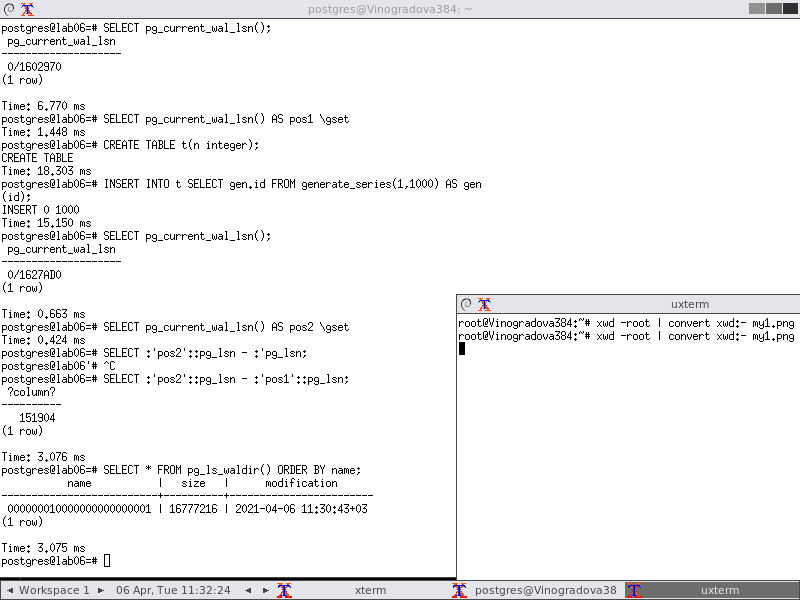 postgres@Vinogradova384: ~
postgres@lab06=# SELECT pg_current_wal_lsn();
pg_current_wal_lsn
--------------------
0/1602970
(1 row)
Time: 6.770 ms
postgres@lab06=# SELECT pg_current_wal_lsn() AS pos1 \gset
Time: 1.448 ms
postgres@lab06=# CREATE TABLE t(n integer);
CREATE TABLE
Time: 18.303 ms
postgres@lab06=# INSERT INTO t SELECT gen.id FROM generate_series(1,1000) AS gen
(id);
INSERT 0 1000
Time: 15.150 ms
postgres@lab06=# SELECT pg_current_wal_lsn();
pg_current_wal_lsn
--------------------
0/1627AD0
(1 row)
Time: 0.663 ms
postgres@lab06=# SELECT pg_current_wal_lsn() AS pos2 \gset
Time: 0.424 ms
postgres@lab06=# SELECT :'pos2'::pg_lsn - :'pg_lsn;
postgres@lab06'# ^C
postgres@lab06=# SELECT :'pos2'::pg_lsn - :'pos1'::pg_lsn;
?column?
----------
151904
(1 row)
Time: 3.076 ms
postgres@lab06=# SELECT * FROM pg_ls_waldir() ORDER BY name;
name | size | modification
--------------------------+----------+------------------------
000000010000000000000001 | 16777216 | 2021-04-06 11:30:43+03
(1 row)
Time: 3.075 ms
postgres@lab06=#
uxterm
root@Vinogradova384:~# xwd -root | convert xwd:- my1.png
root@Vinogradova384:~# xwd -root | convert xwd:- my1.png
Workspace 1 06 Apr, Tue 11:32:24 xterm postgres@Vinogradova38 uxterm